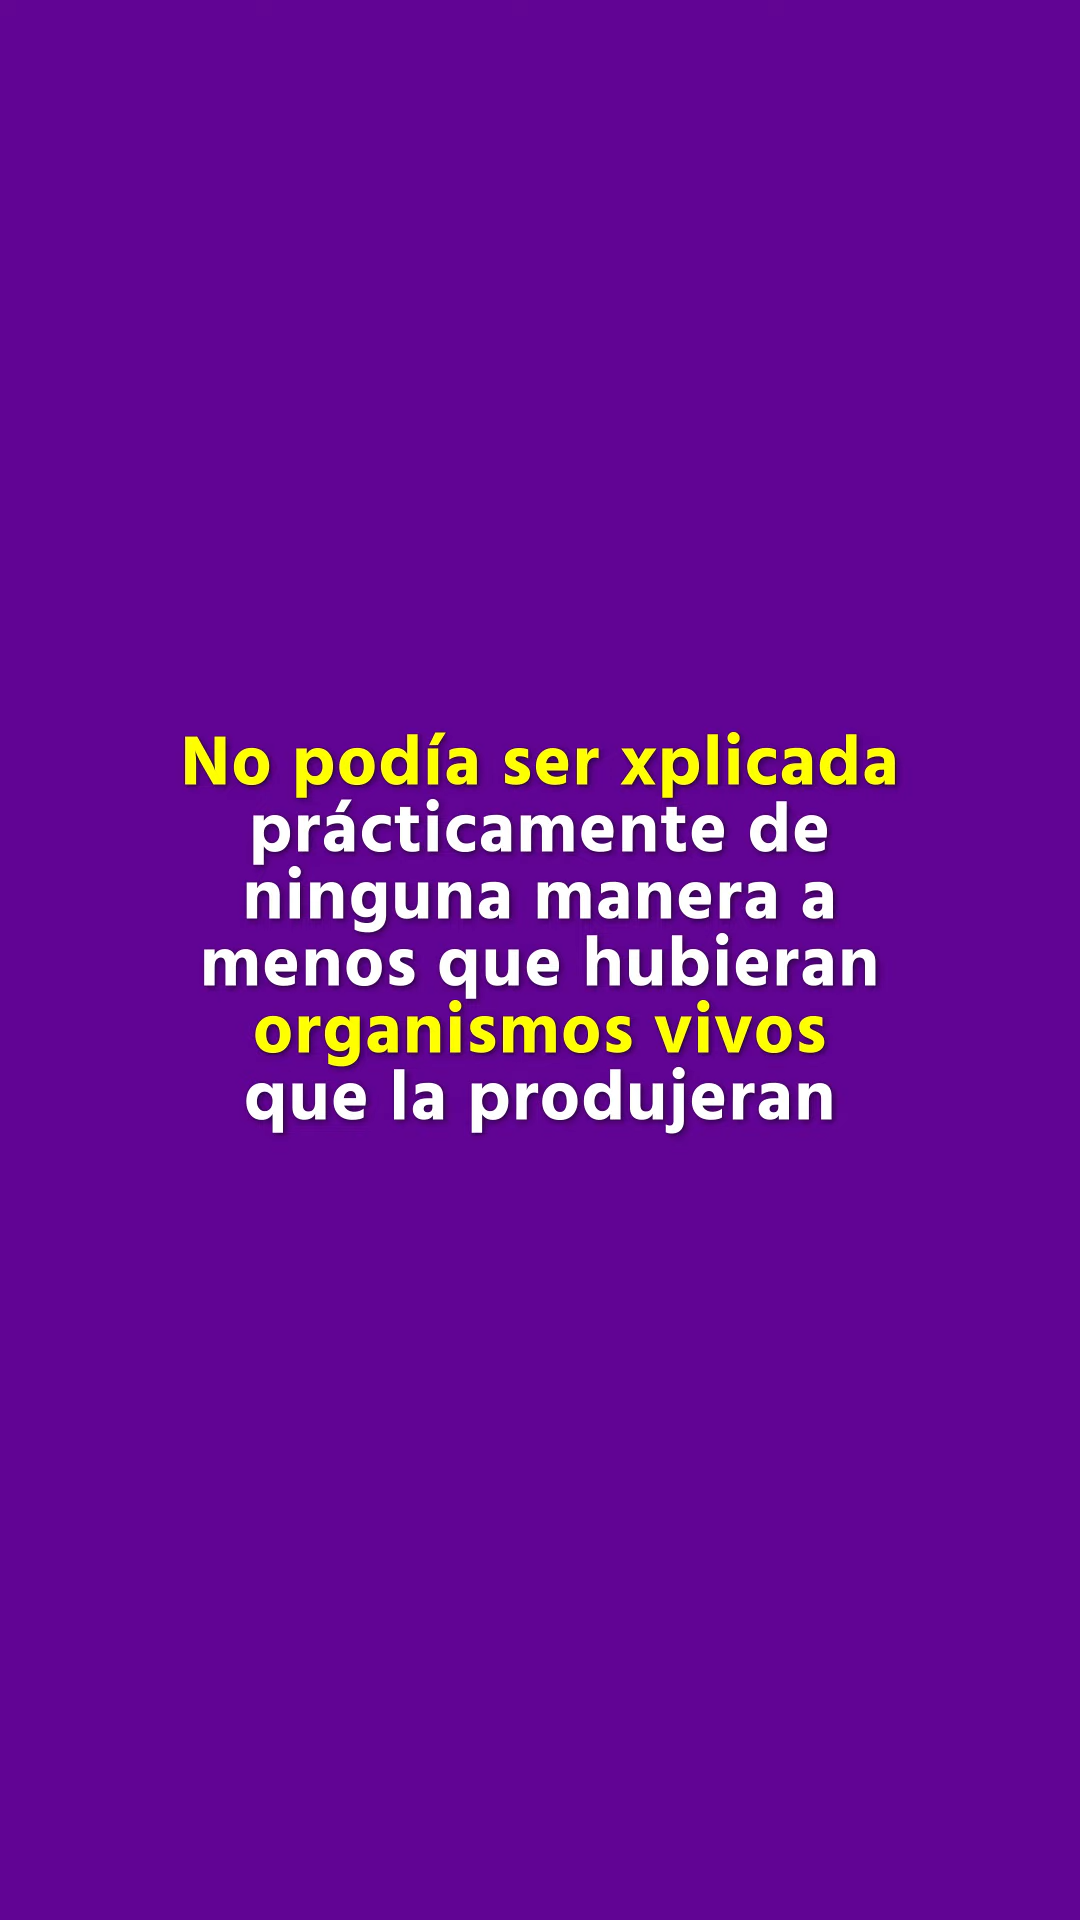 No podía ser xplicada
prácticamente de
ninguna manera a
menos que hubieran
organismos vivos
que la produjeran